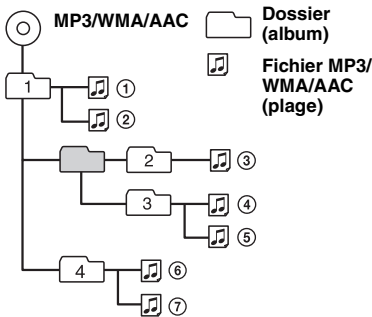 MP3/WMA/AAC
Dossier
(album)
Fichier MP3/
WMA/AAC
(plage)
1
①
②
2
③
3
④
⑤
4
⑥
⑦